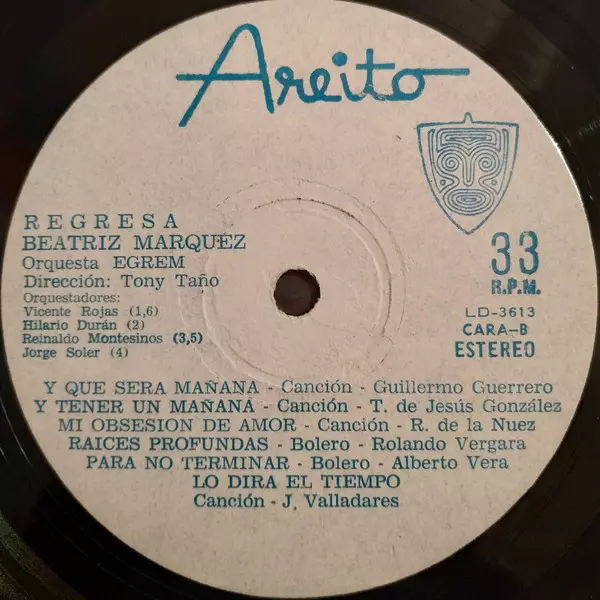 Areito
REGRESA
BEATRIZ MARQUEZ
Orquesta EGREM
Dirección: Tony Taño
Orquestadores:
Vicente Rojas (1,6)
Hilario Durán (2)
Reinaldo Montesinos (3,5)
Jorge Soler (4)
33
R.P.M.
LD-3613
CARA-B
ESTEREO
Y QUE SERA MAÑANA - Canción - Guillermo Guerrero
Y TENER UN MAÑANA - Canción - T. de Jesús González
MI OBSESION DE AMOR - Canción - R. de la Nuez
RAICES PROFUNDAS - Bolero - Rolando Vergara
PARA NO TERMINAR - Bolero - Alberto Vera
LO DIRA EL TIEMPO
Canción - J. Valladares